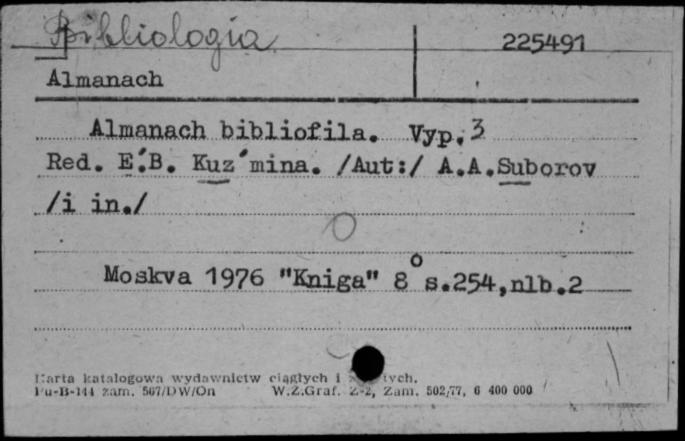 Bibliologia
225491
Almanach
Almanach bibliofila. Vyp. 3
Red. E.B. Kuz'mina. /Aut:/ A.A.Suborov
/i in./
Moskva 1976 "Kniga" 8° s.254,nlb.2
Karta katalogowa wydawnictw ciągłych i
Pu-B-144 zam. 567/DW/On W.Z.Graf. Z-2, Zam. 502/77, 6 400 000